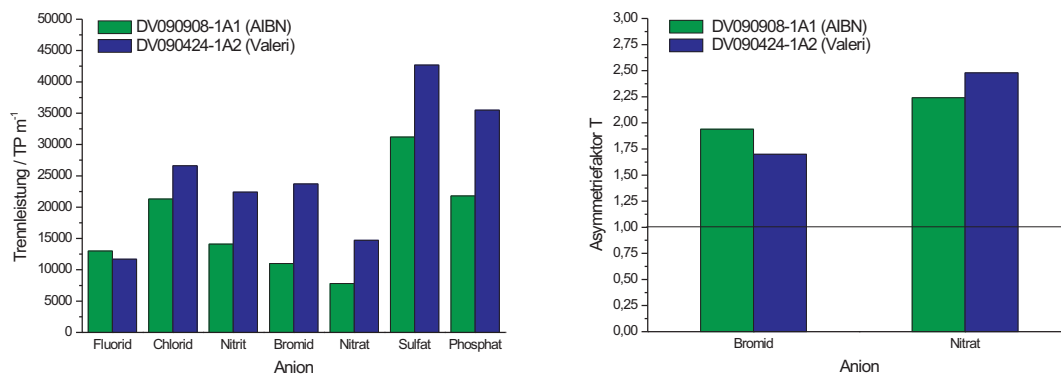 DV090908-1A1 (AIBN)
DV090424-1A2 (Valeri)
50000
45000
40000
35000
30000
25000
20000
15000
10000
5000
0
Trennleistung / TP m⁻¹
Fluorid Chlorid Nitrit Bromid Nitrat Sulfat Phosphat
Anion
DV090908-1A1 (AIBN)
DV090424-1A2 (Valeri)
3,00
2,75
2,50
2,25
2,00
1,75
1,50
1,25
1,00
0,75
0,50
0,25
0,00
Asymmetriefaktor T
Bromid Nitrat
Anion